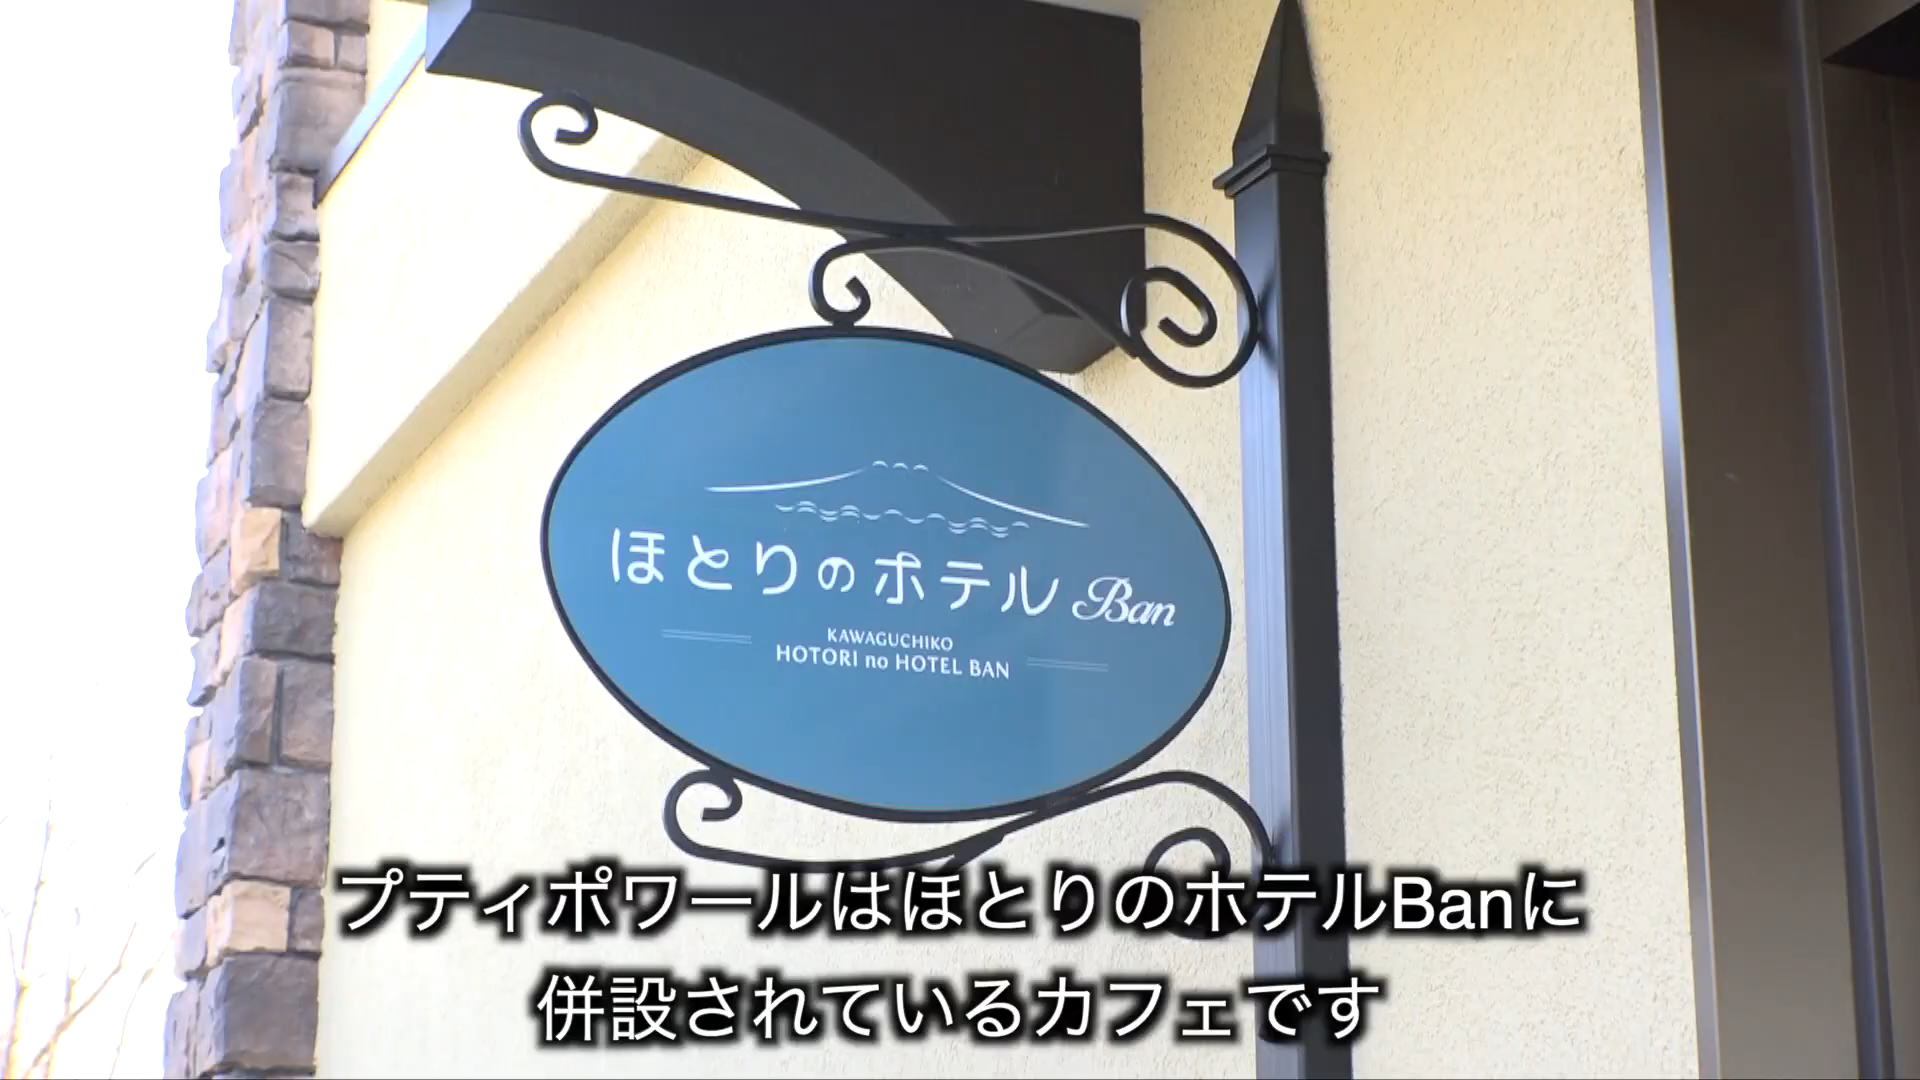 ほとりのホテル Ban
KAWAGUCHIKO
HOTORI no HOTEL BAN
プティポワールはほとりのホテルBanに
併設されているカフェです